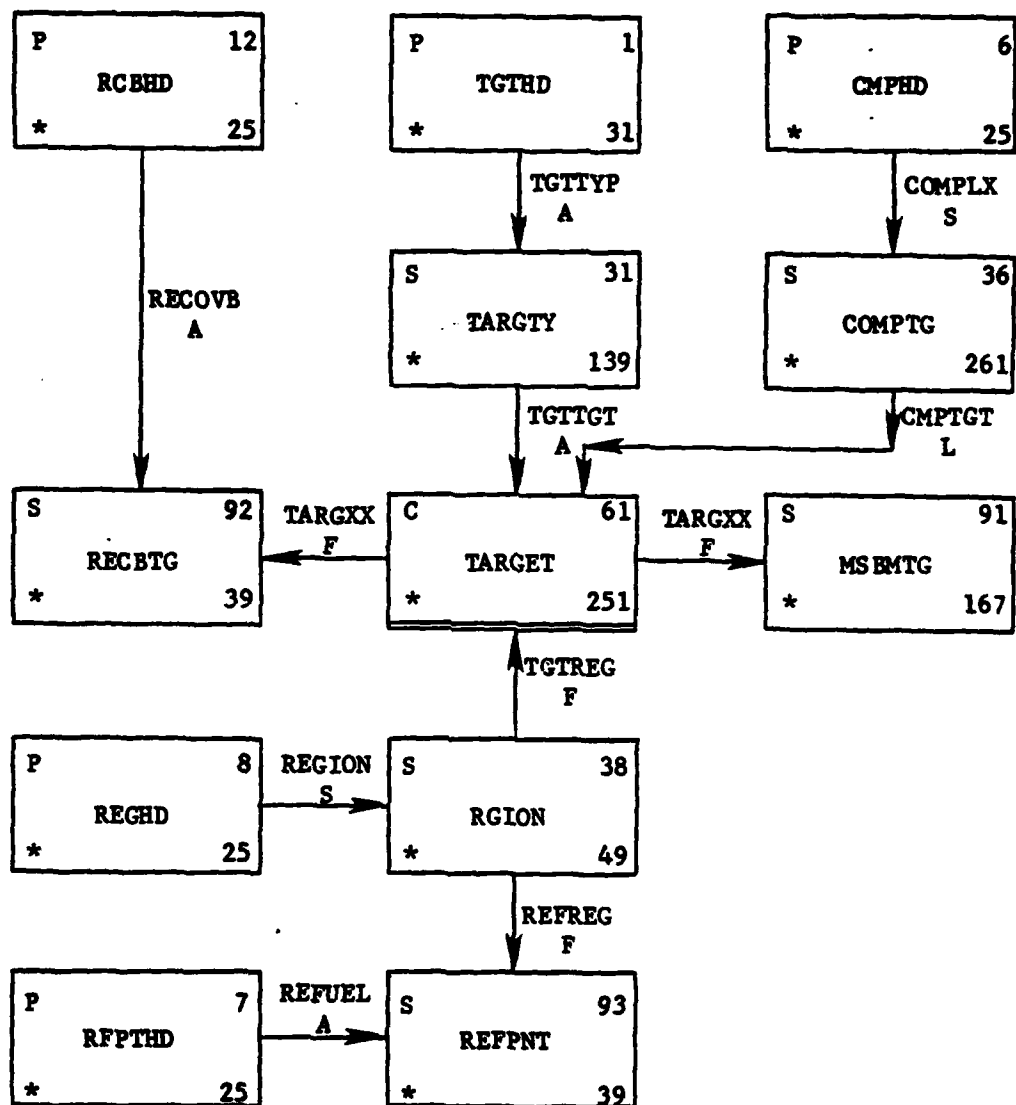 P 12 P 1 P 6
RCBHD TGTHD CMPHD
* 25 * 31 * 25
TGTTYP COMPLX
A S
S 31 S 36
RECOVB TARGTY COMPTG
A
* 139 * 261
TGTTGT CMPTGT
A L
S 92 TARGXX C 61 TARGXX S 91
F F
RECBTG TARGET MSBMTG
* 39 * 251 * 167
TGTREG
F
P 8 REGION S 38
S
REGHD RGION
* 25 * 49
REFREG
F
P 7 REFUEL S 93
A
RFPTHD REFPNT
* 25 * 39